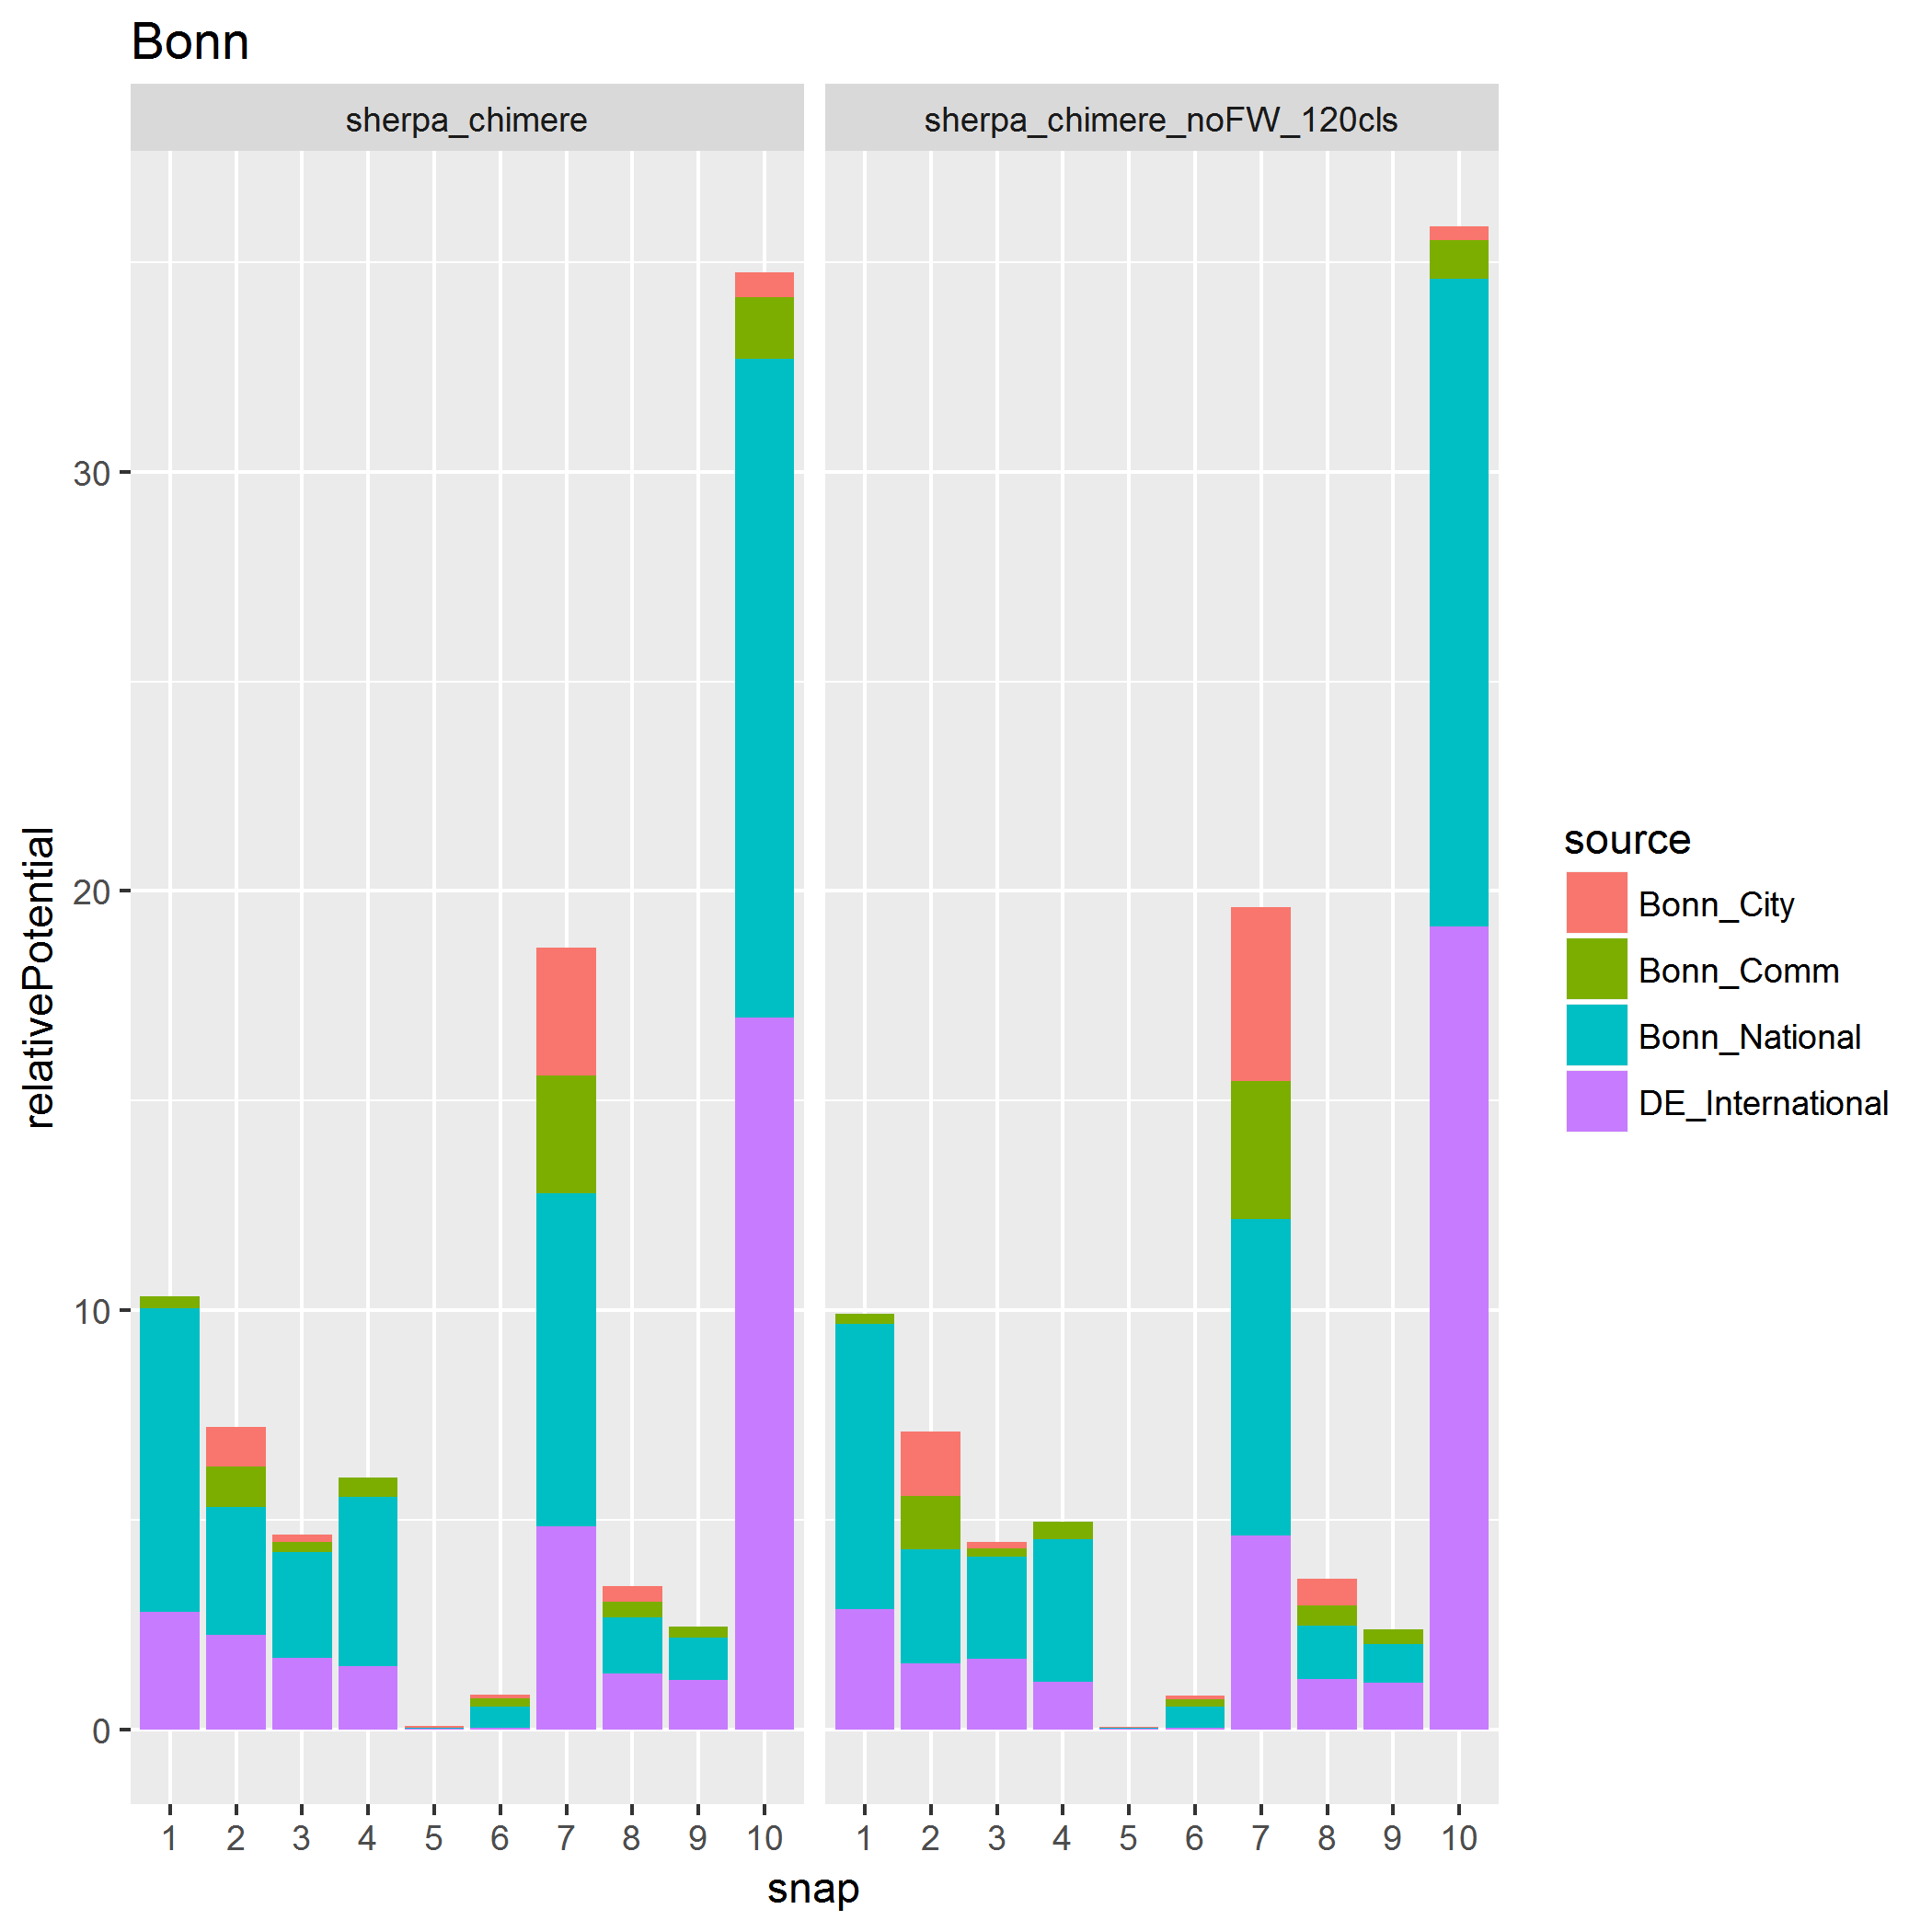 Bonn
sherpa_chimere
sherpa_chimere_noFW_120cls
30
20
10
0
relativePotential
1 2 3 4 5 6 7 8 9 10
1 2 3 4 5 6 7 8 9 10
snap
source
Bonn_City
Bonn_Comm
Bonn_National
DE_International